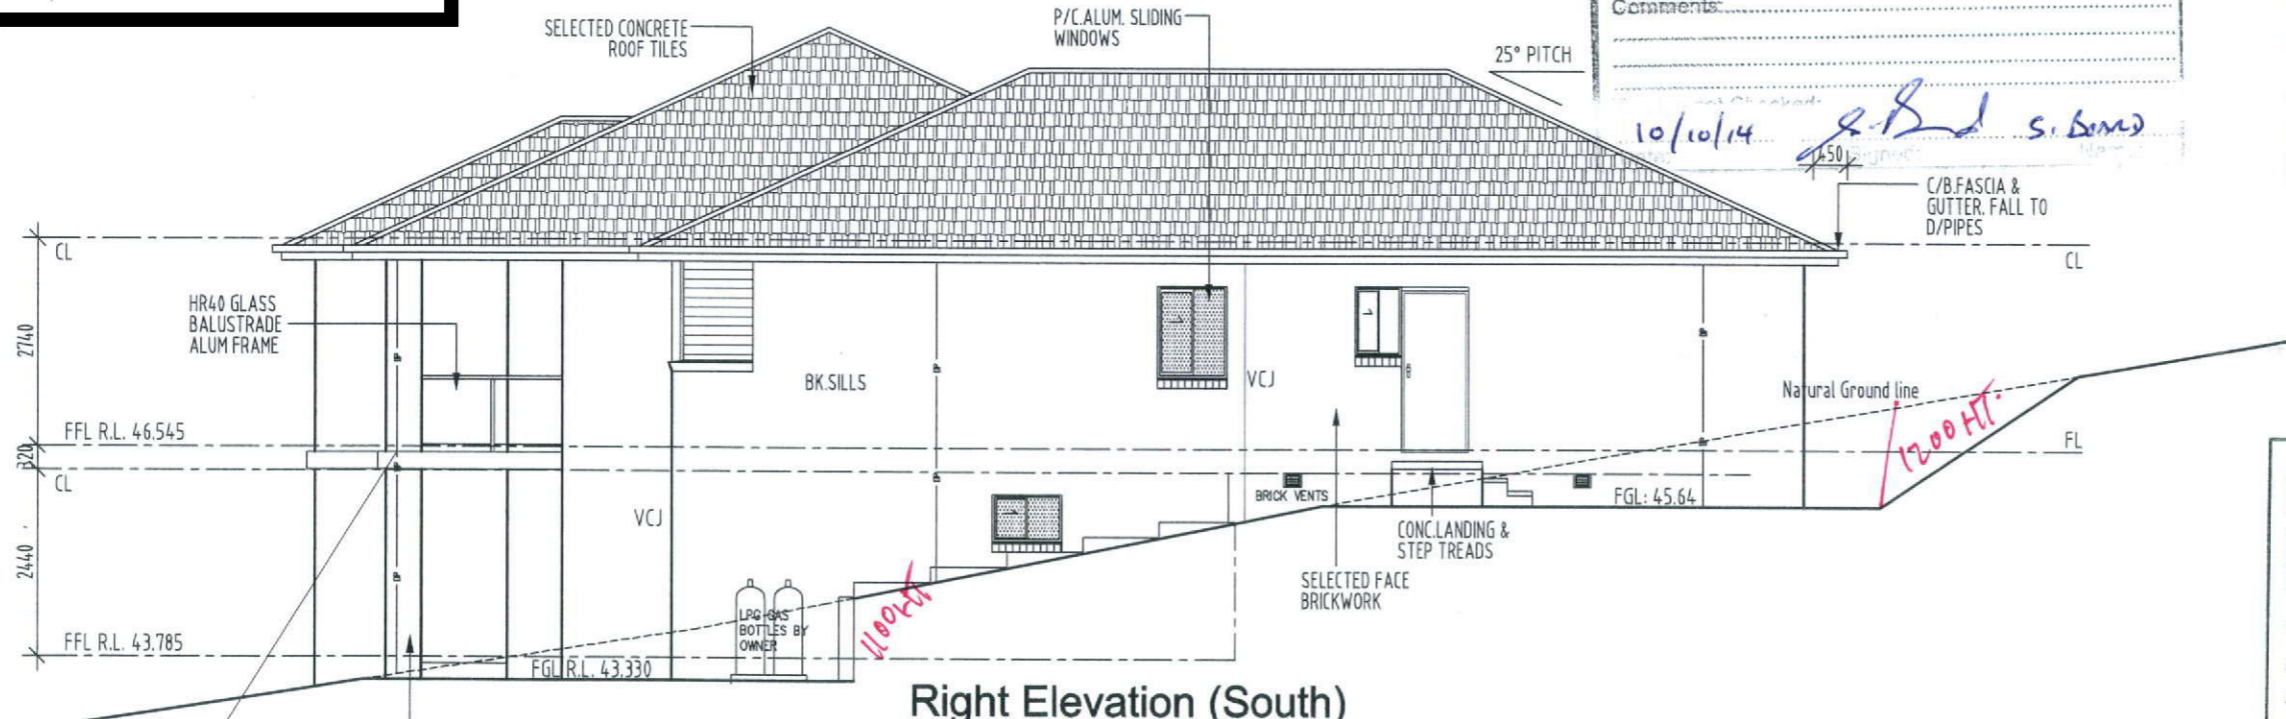 Comments:
SELECTED CONCRETE
ROOF TILES
P/C.ALUM. SLIDING
WINDOWS
25° PITCH
10/10/14
450
C/B.FASCIA &
GUTTER. FALL TO
D/PIPES
CL
CL
HR40 GLASS
BALUSTRADE
ALUM FRAME
2740
BK.SILLS
VCJ
Natural Ground line
1200 HT.
FFL R.L. 46.545
320
FL
CL
BRICK VENTS
FGL: 45.64
VCJ
CONC.LANDING &
STEP TREADS
2440
SELECTED FACE
BRICKWORK
LPG GAS
BOTTLES BY
OWNER
1100 HT
FFL R.L. 43.785
FGL R.L. 43.330
Right Elevation (South)